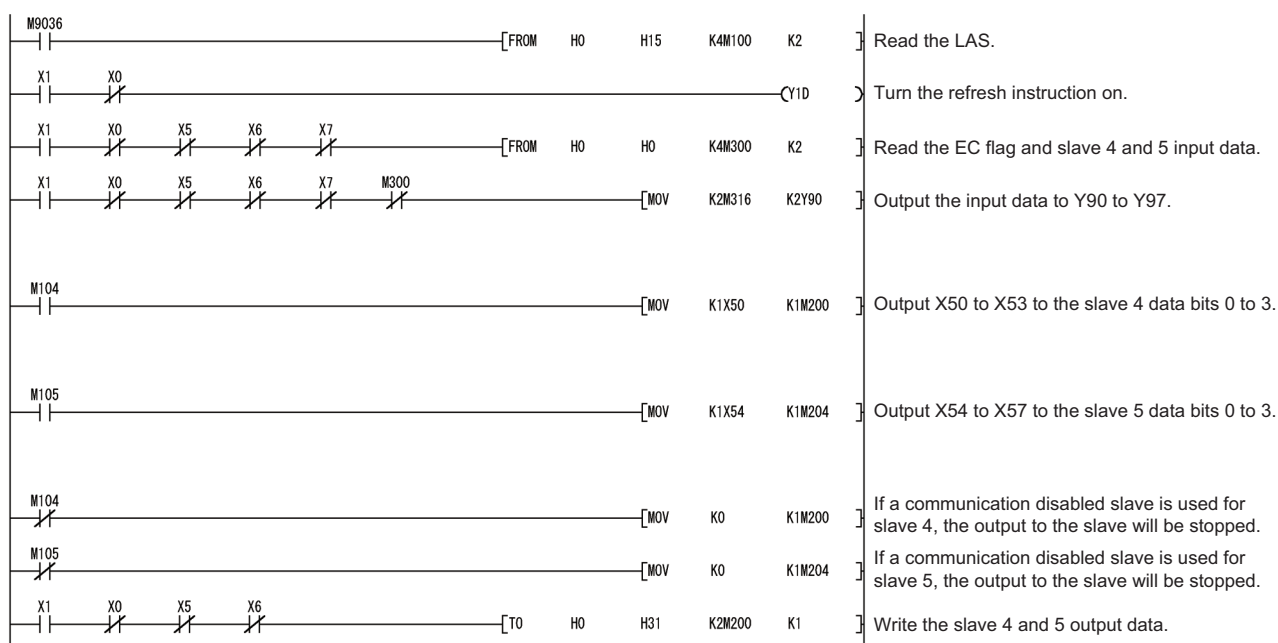 M9036
[FROM H0 H15 K4M100 K2 ] Read the LAS.
X1 X0
(Y1D ) Turn the refresh instruction on.
X1 X0 X5 X6 X7
[FROM H0 H0 K4M300 K2 ] Read the EC flag and slave 4 and 5 input data.
X1 X0 X5 X6 X7 M300
[MOV K2M316 K2Y90 ] Output the input data to Y90 to Y97.
M104
[MOV K1X50 K1M200 ] Output X50 to X53 to the slave 4 data bits 0 to 3.
M105
[MOV K1X54 K1M204 ] Output X54 to X57 to the slave 5 data bits 0 to 3.
M104
[MOV K0 K1M200 ] If a communication disabled slave is used for
slave 4, the output to the slave will be stopped.
M105
[MOV K0 K1M204 ] If a communication disabled slave is used for
slave 5, the output to the slave will be stopped.
X1 X0 X5 X6
[TO H0 H31 K2M200 K1 ] Write the slave 4 and 5 output data.